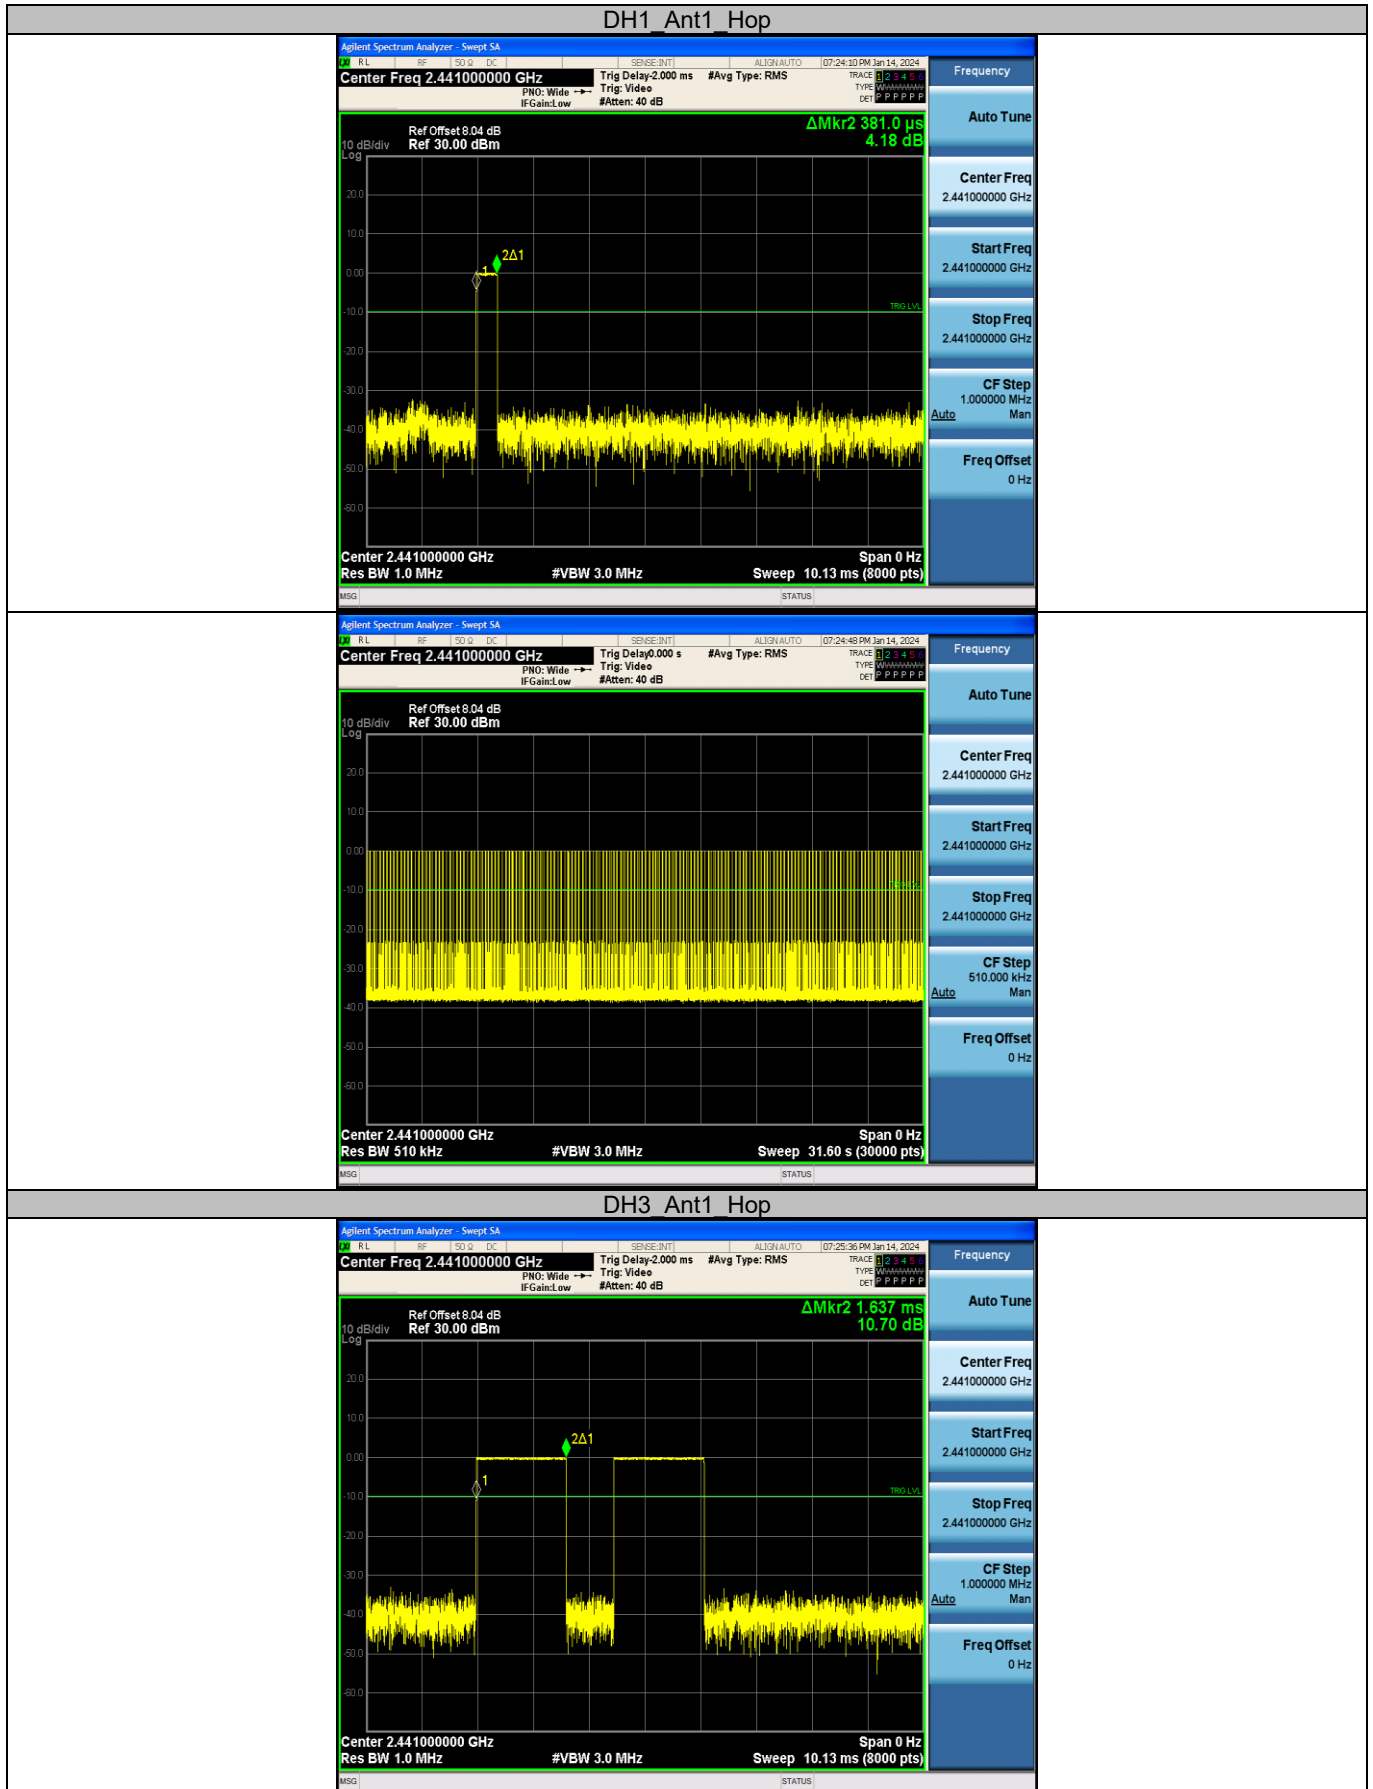 DH1_Ant1_Hop
Agilent Spectrum Analyzer - Swept SA
RL RF 50 Ω DC SENSE:INT ALIGN AUTO 07:24:10 PM Jan 14, 2024
Center Freq 2.441000000 GHz
PNO: Wide
IFGain:Low
Trig Delay-2.000 ms
Trig: Video
#Atten: 40 dB
#Avg Type: RMS
TRACE 1 2 3 4 5 6
TYPE
DET P P P P P P
ΔMkr2 381.0 µs
4.18 dB
Ref Offset 8.04 dB
10 dB/div Ref 30.00 dBm
Log
20.0
10.0
0.00
-10.0
-20.0
-30.0
-40.0
-50.0
-60.0
1
2Δ1
TRIG LVL
Center 2.441000000 GHz Span 0 Hz
Res BW 1.0 MHz #VBW 3.0 MHz Sweep 10.13 ms (8000 pts)
MSG STATUS
Frequency
Auto Tune
Center Freq
2.441000000 GHz
Start Freq
2.441000000 GHz
Stop Freq
2.441000000 GHz
CF Step
1.000000 MHz
Auto Man
Freq Offset
0 Hz
Agilent Spectrum Analyzer - Swept SA
RL RF 50 Ω DC SENSE:INT ALIGN AUTO 07:24:48 PM Jan 14, 2024
Center Freq 2.441000000 GHz
PNO: Wide
IFGain:Low
Trig Delay0.000 s
Trig: Video
#Atten: 40 dB
#Avg Type: RMS
TRACE 1 2 3 4 5 6
TYPE
DET P P P P P P
Ref Offset 8.04 dB
10 dB/div Ref 30.00 dBm
Log
20.0
10.0
0.00
-10.0
-20.0
-30.0
-40.0
-50.0
-60.0
Center 2.441000000 GHz Span 0 Hz
Res BW 510 kHz #VBW 3.0 MHz Sweep 31.60 s (30000 pts)
MSG STATUS
Frequency
Auto Tune
Center Freq
2.441000000 GHz
Start Freq
2.441000000 GHz
Stop Freq
2.441000000 GHz
CF Step
510.000 kHz
Auto Man
Freq Offset
0 Hz
DH3_Ant1_Hop
Agilent Spectrum Analyzer - Swept SA
RL RF 50 Ω DC SENSE:INT ALIGN AUTO 07:25:36 PM Jan 14, 2024
Center Freq 2.441000000 GHz
PNO: Wide
IFGain:Low
Trig Delay-2.000 ms
Trig: Video
#Atten: 40 dB
#Avg Type: RMS
TRACE 1 2 3 4 5 6
TYPE
DET P P P P P P
ΔMkr2 1.637 ms
10.70 dB
Ref Offset 8.04 dB
10 dB/div Ref 30.00 dBm
Log
20.0
10.0
0.00
-10.0
-20.0
-30.0
-40.0
-50.0
-60.0
2Δ1
1
TRIG LVL
Center 2.441000000 GHz Span 0 Hz
Res BW 1.0 MHz #VBW 3.0 MHz Sweep 10.13 ms (8000 pts)
MSG STATUS
Frequency
Auto Tune
Center Freq
2.441000000 GHz
Start Freq
2.441000000 GHz
Stop Freq
2.441000000 GHz
CF Step
1.000000 MHz
Auto Man
Freq Offset
0 Hz